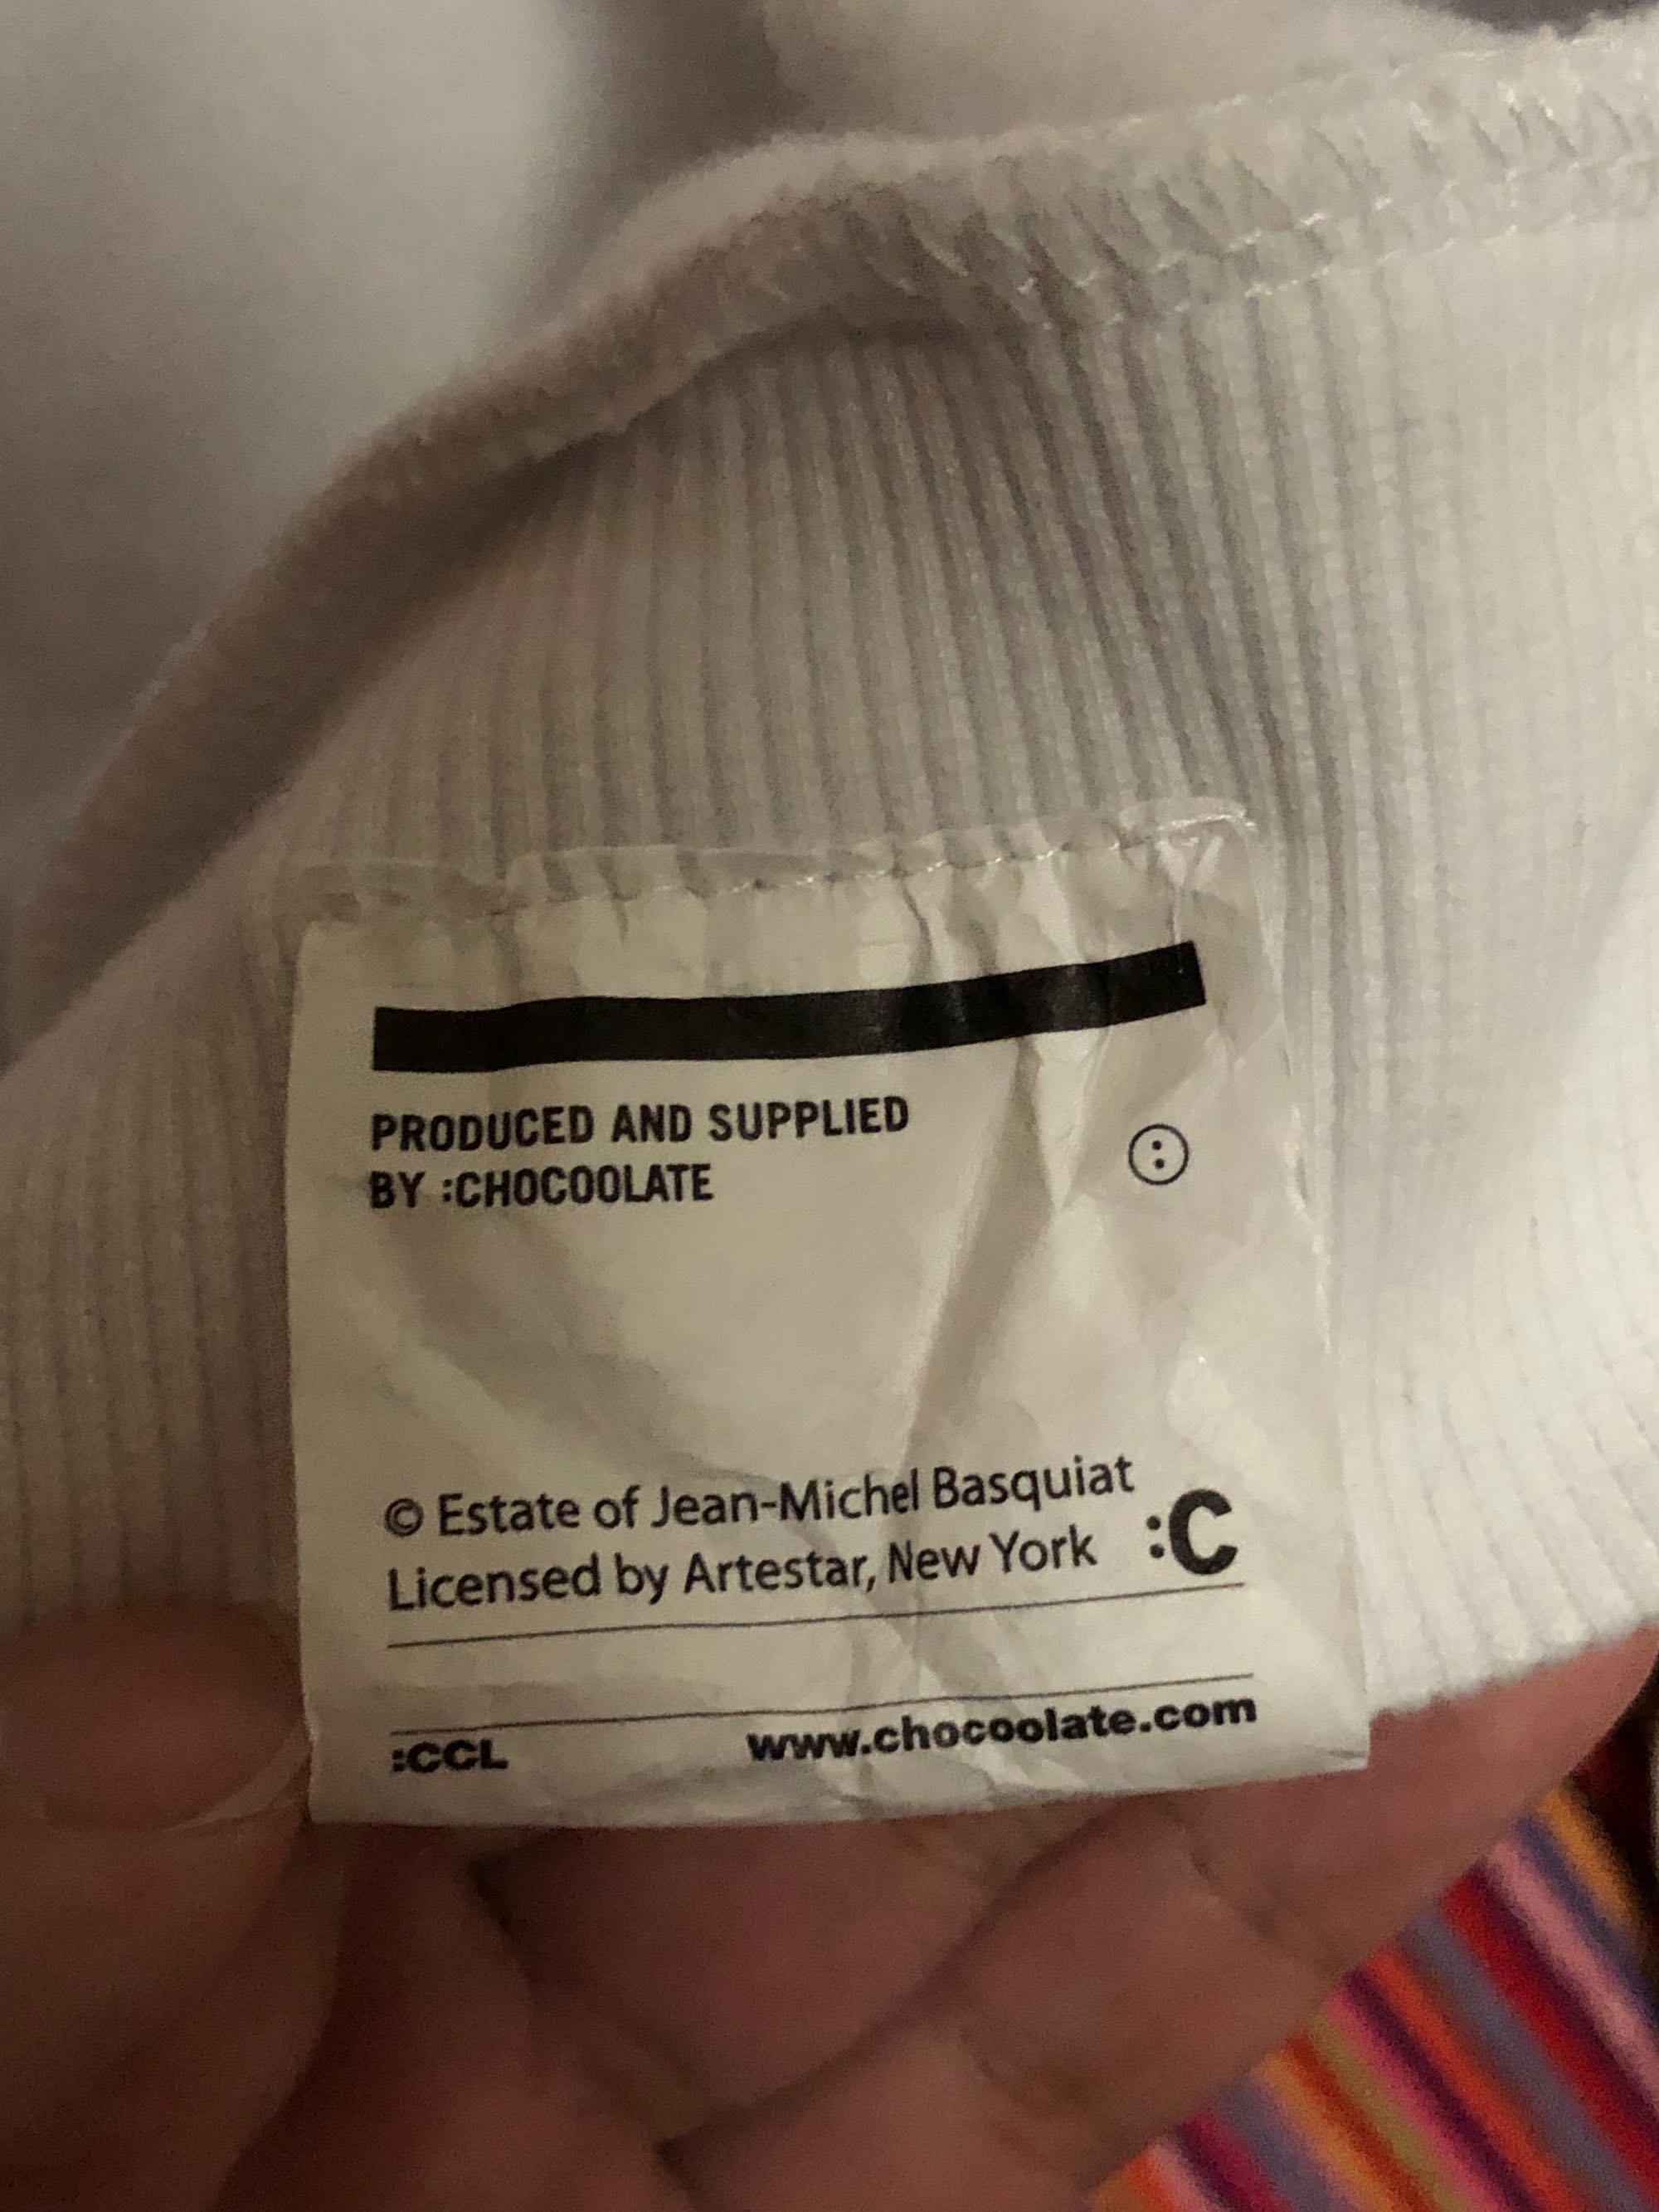 PRODUCED AND SUPPLIED
BY :CHOCOOLATE
© Estate of Jean-Michel Basquiat
Licensed by Artestar, New York
:C
:CCL
www.chocoolate.com